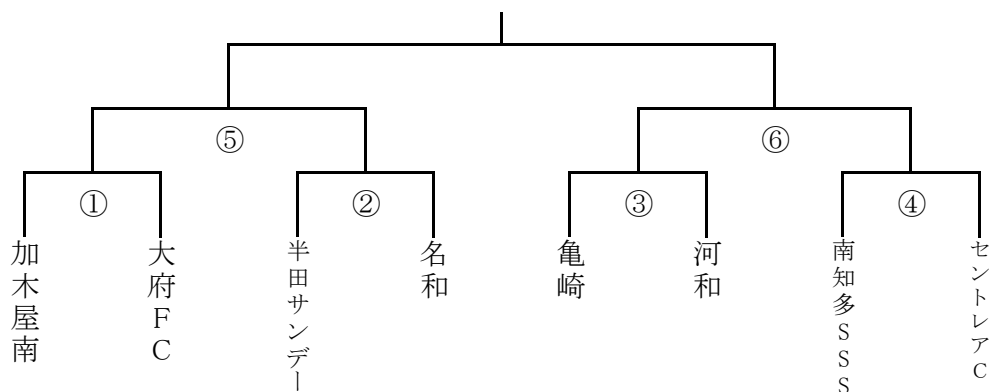 ⑤
⑥
①
②
③
④
加木屋南
大府FC
半田サンデー
名和
亀崎
河和
南知多SSS
セントレアC